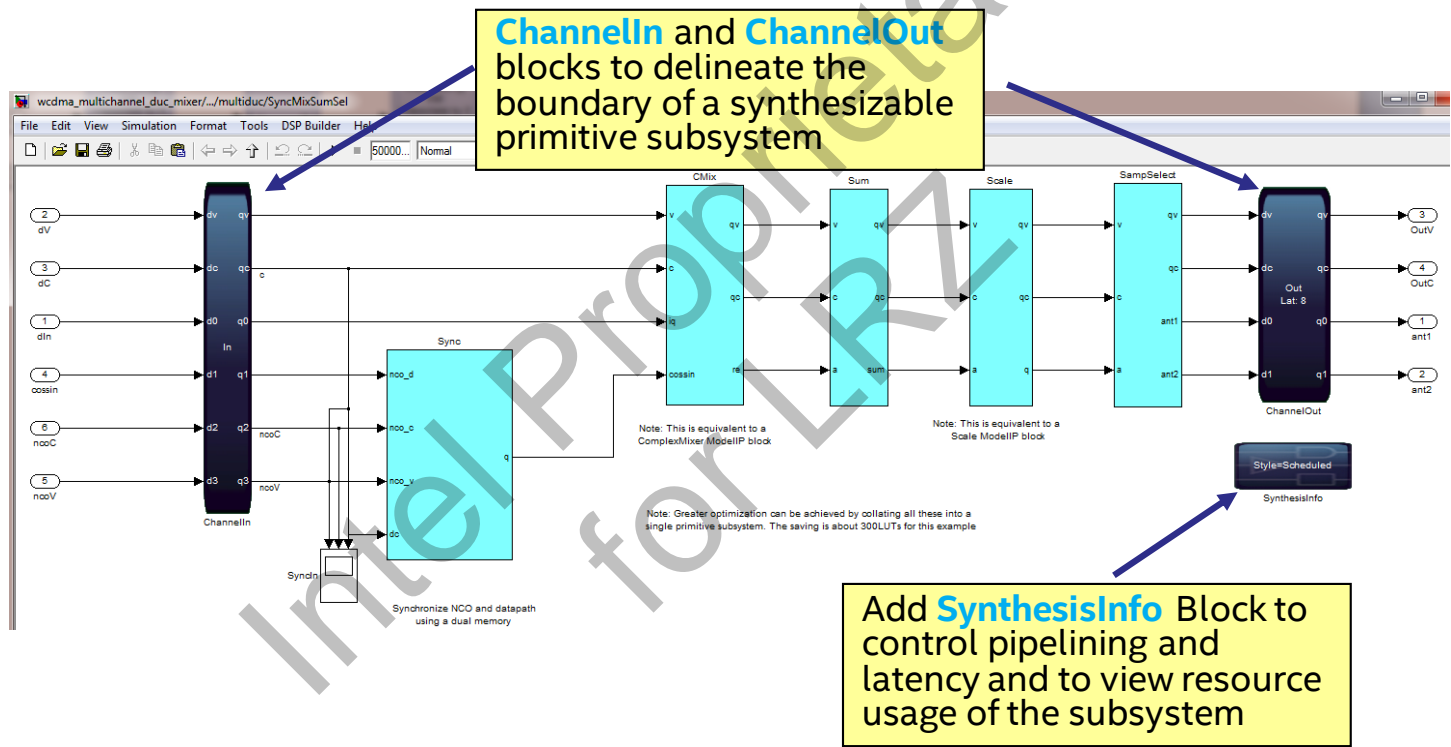 ChannelIn and ChannelOut
blocks to delineate the
boundary of a synthesizable
primitive subsystem
wcdma_multichannel_duc_mixer/.../multiduc/SyncMixSumSel
File Edit View Simulation Format Tools DSP Builder Help
50000... Normal
2
dV
3
dC
1
dIn
4
cossin
6
ncoC
5
ncoV
dv qv
dc qc
d0 q0
In
d1 q1
d2 q2
d3 q3
ChannelIn
c
ncoC
ncoV
Sync
nco_d
nco_c
nco_v
dc
q
SyncIn
Synchronize NCO and datapath
using a dual memory
CMix
v
qv
c
qc
iq
cossin
re
Note: This is equivalent to a
ComplexMixer ModelIP block
Sum
v qv
c qc
a sum
Scale
v qv
c qc
a q
Note: This is equivalent to a
Scale ModelIP block
SampSelect
qv
v
qc
c
ant1
a ant2
Note: Greater optimization can be achieved by collating all these into a
single primitive subsystem. The saving is about 300LUTs for this example
dv qv
dc qc
Out
Lat: 8
d0 q0
d1 q1
ChannelOut
3
OutV
4
OutC
1
ant1
2
ant2
Style=Scheduled
SynthesisInfo
Add SynthesisInfo Block to
control pipelining and
latency and to view resource
usage of the subsystem
Intel Proprieta
for LRZ